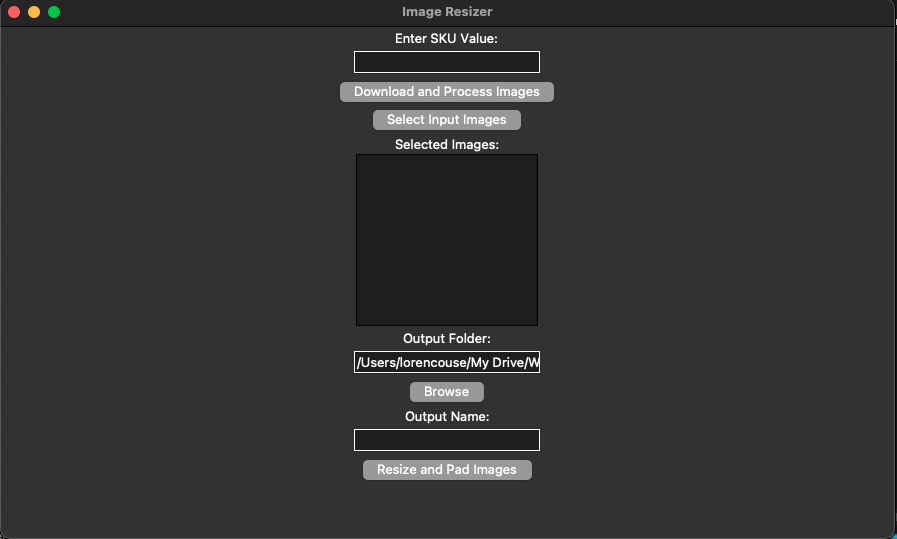 Image Resizer
Enter SKU Value:
Download and Process Images
Select Input Images
Selected Images:
Output Folder:
/Users/lorencouse/My Drive/W
Browse
Output Name:
Resize and Pad Images